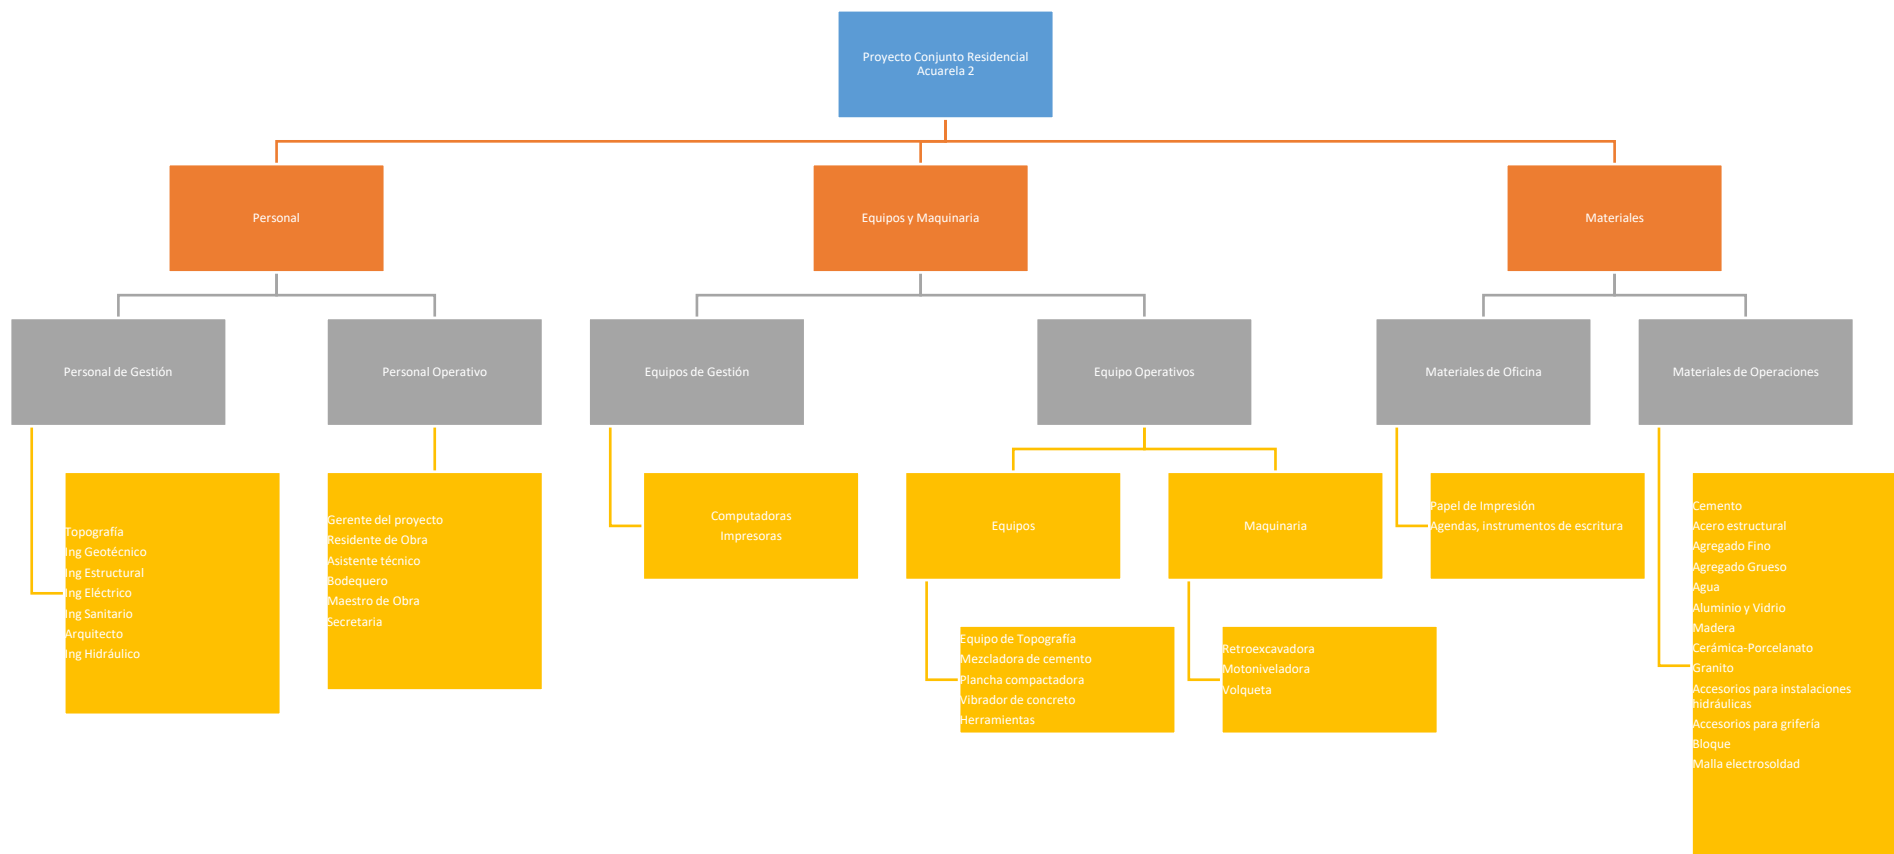 Proyecto Conjunto Residencial
Acuarela 2
Personal
Equipos y Maquinaria
Materiales
Personal de Gestión
Personal Operativo
Equipos de Gestión
Equipo Operativos
Materiales de Oficina
Materiales de Operaciones
Topografía
Ing Geotécnico
Ing Estructural
Ing Eléctrico
Ing Sanitario
Arquitecto
Ing Hidráulico
Gerente del proyecto
Residente de Obra
Asistente técnico
Bodequero
Maestro de Obra
Secretaria
Computadoras
Impresoras
Equipos
Equipo de Topografía
Mezcladora de cemento
Plancha compactadora
Vibrador de concreto
Herramientas
Maquinaria
Retroexcavadora
Motoniveladora
Volqueta
Papel de Impresión
Agendas, instrumentos de escritura
Cemento
Acero estructural
Agregado Fino
Agregado Grueso
Agua
Aluminio y Vidrio
Madera
Cerámica-Porcelanato
Granito
Accesorios para instalaciones
hidráulicas
Accesorios para grifería
Bloque
Malla electrosoldad